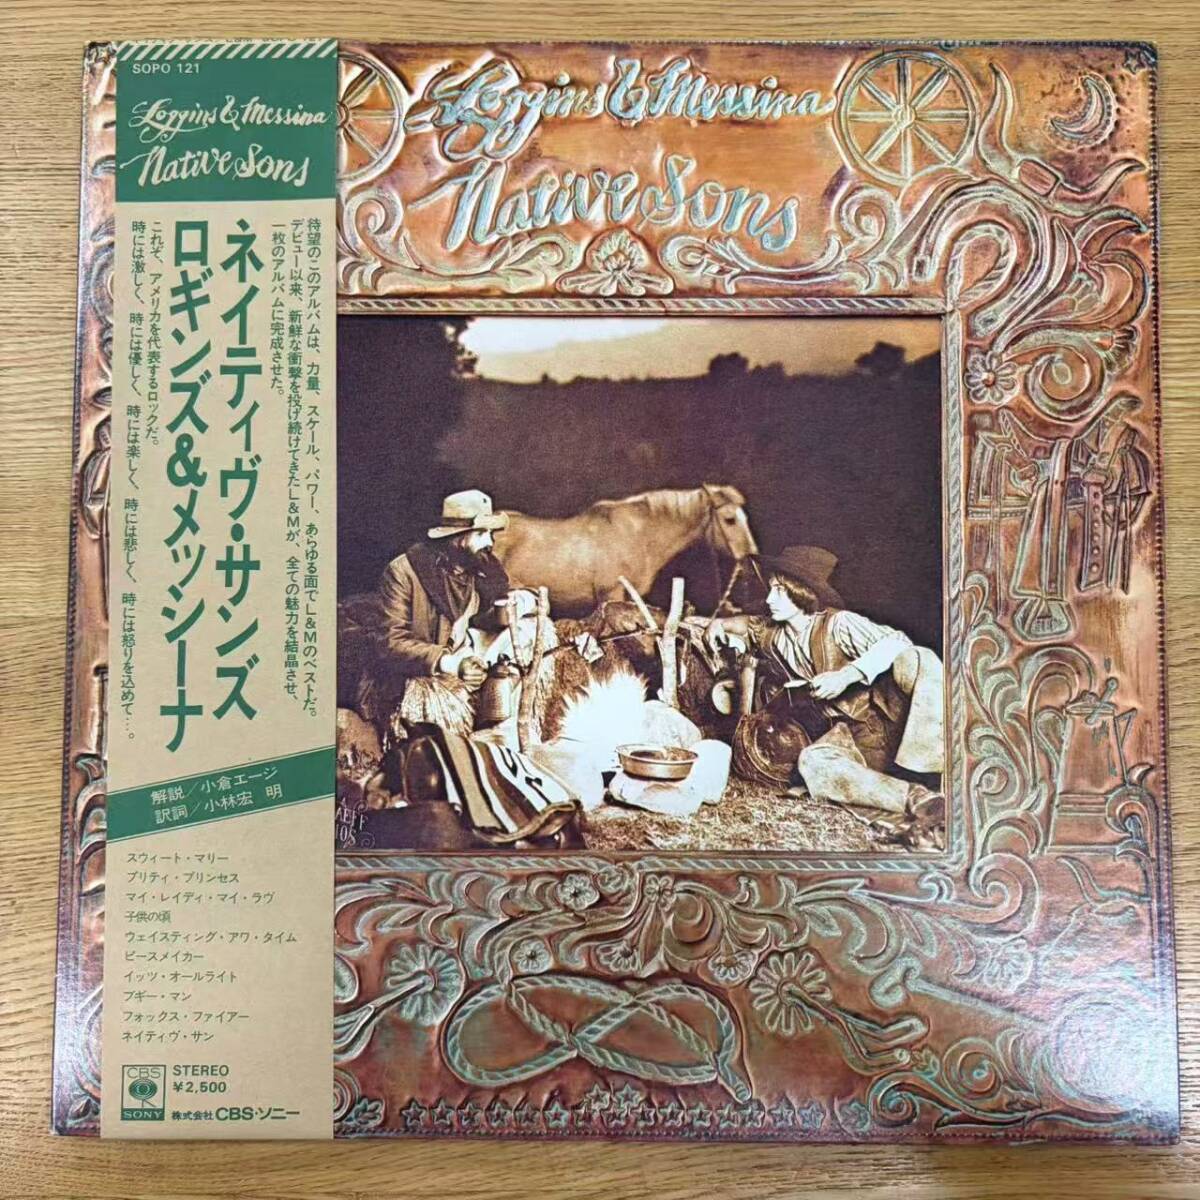 SOPO 121
Loggins & Messina
Native Sons
ネイティヴ・サンズ
ロギンズ&メッシーナ
待望のこのアルバムは、力量、スケール、パワー、あらゆる面でL&Mのベストだ。
デビュー以来、新鮮な衝撃を投げ続けてきたL&Mが、全ての魅力を結晶させ、
一枚のアルバムに完成させた。
これぞ、アメリカを代表するロックだ。
時には激しく、時には優しく、時には楽しく、時には悲しく、時には怒りを込めて…。
解説/小倉エージ
訳詞/小林宏 明
スウィート・マリー
プリティ・プリンセス
マイ・レイディ・マイ・ラヴ
子供の頃
ウェイスティング・アワ・タイム
ピースメイカー
イッツ・オールライト
ブギー・マン
フォックス・ファイアー
ネイティヴ・サン
CBS
SONY
STEREO
¥2,500
株式会社CBS・ソニー
Loggins & Messina
Native Sons